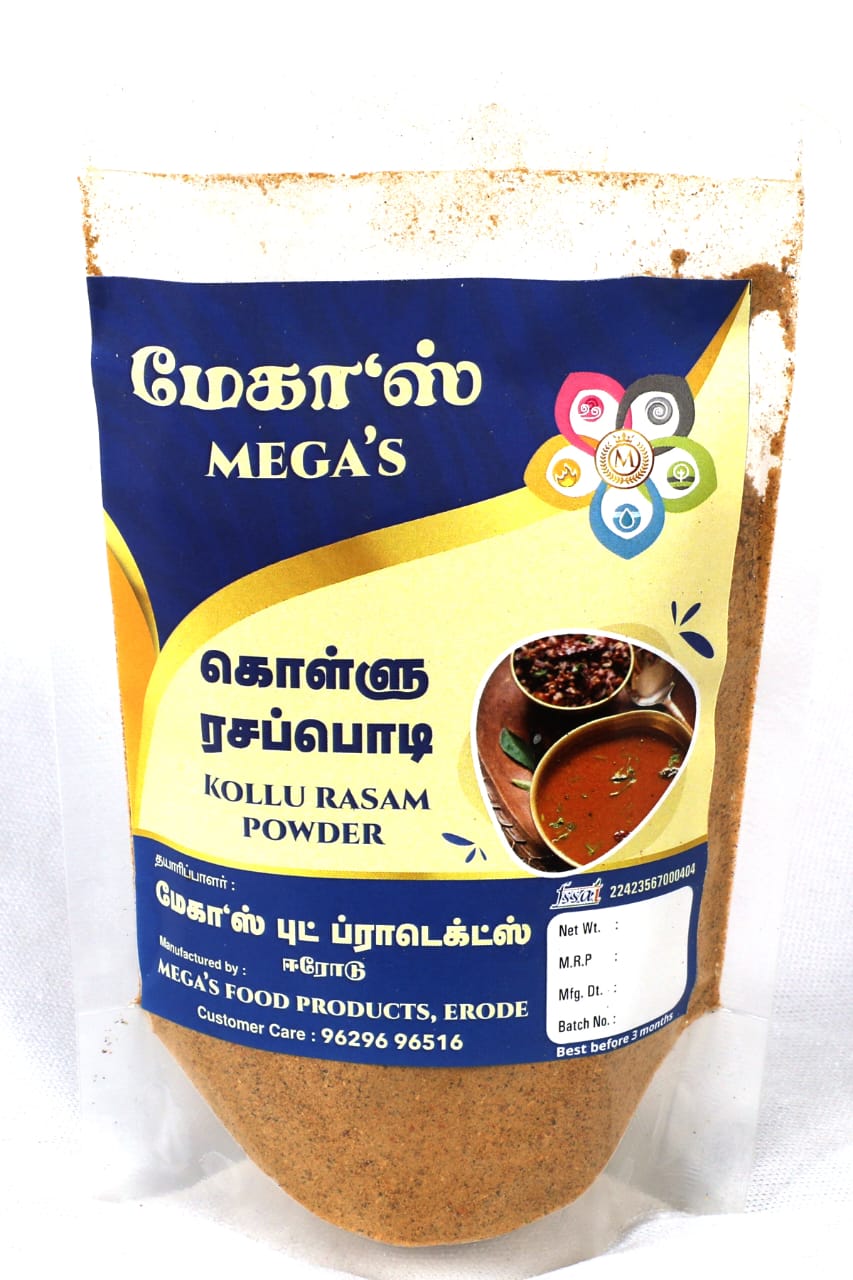 மேகா‘ஸ்
MEGA’S
M
கொள்ளு
ரசப்பொடி
KOLLU RASAM
POWDER
தயாரிப்பாளர் :
மேகா‘ஸ் புட் ப்ராடெக்ட்ஸ்
ஈரோடு
Manufactured by :
MEGA’S FOOD PRODUCTS, ERODE
Customer Care : 96296 96516
fssai 22423567000404
Net Wt. :
M.R.P :
Mfg. Dt. :
Batch No. :
Best before 3 months